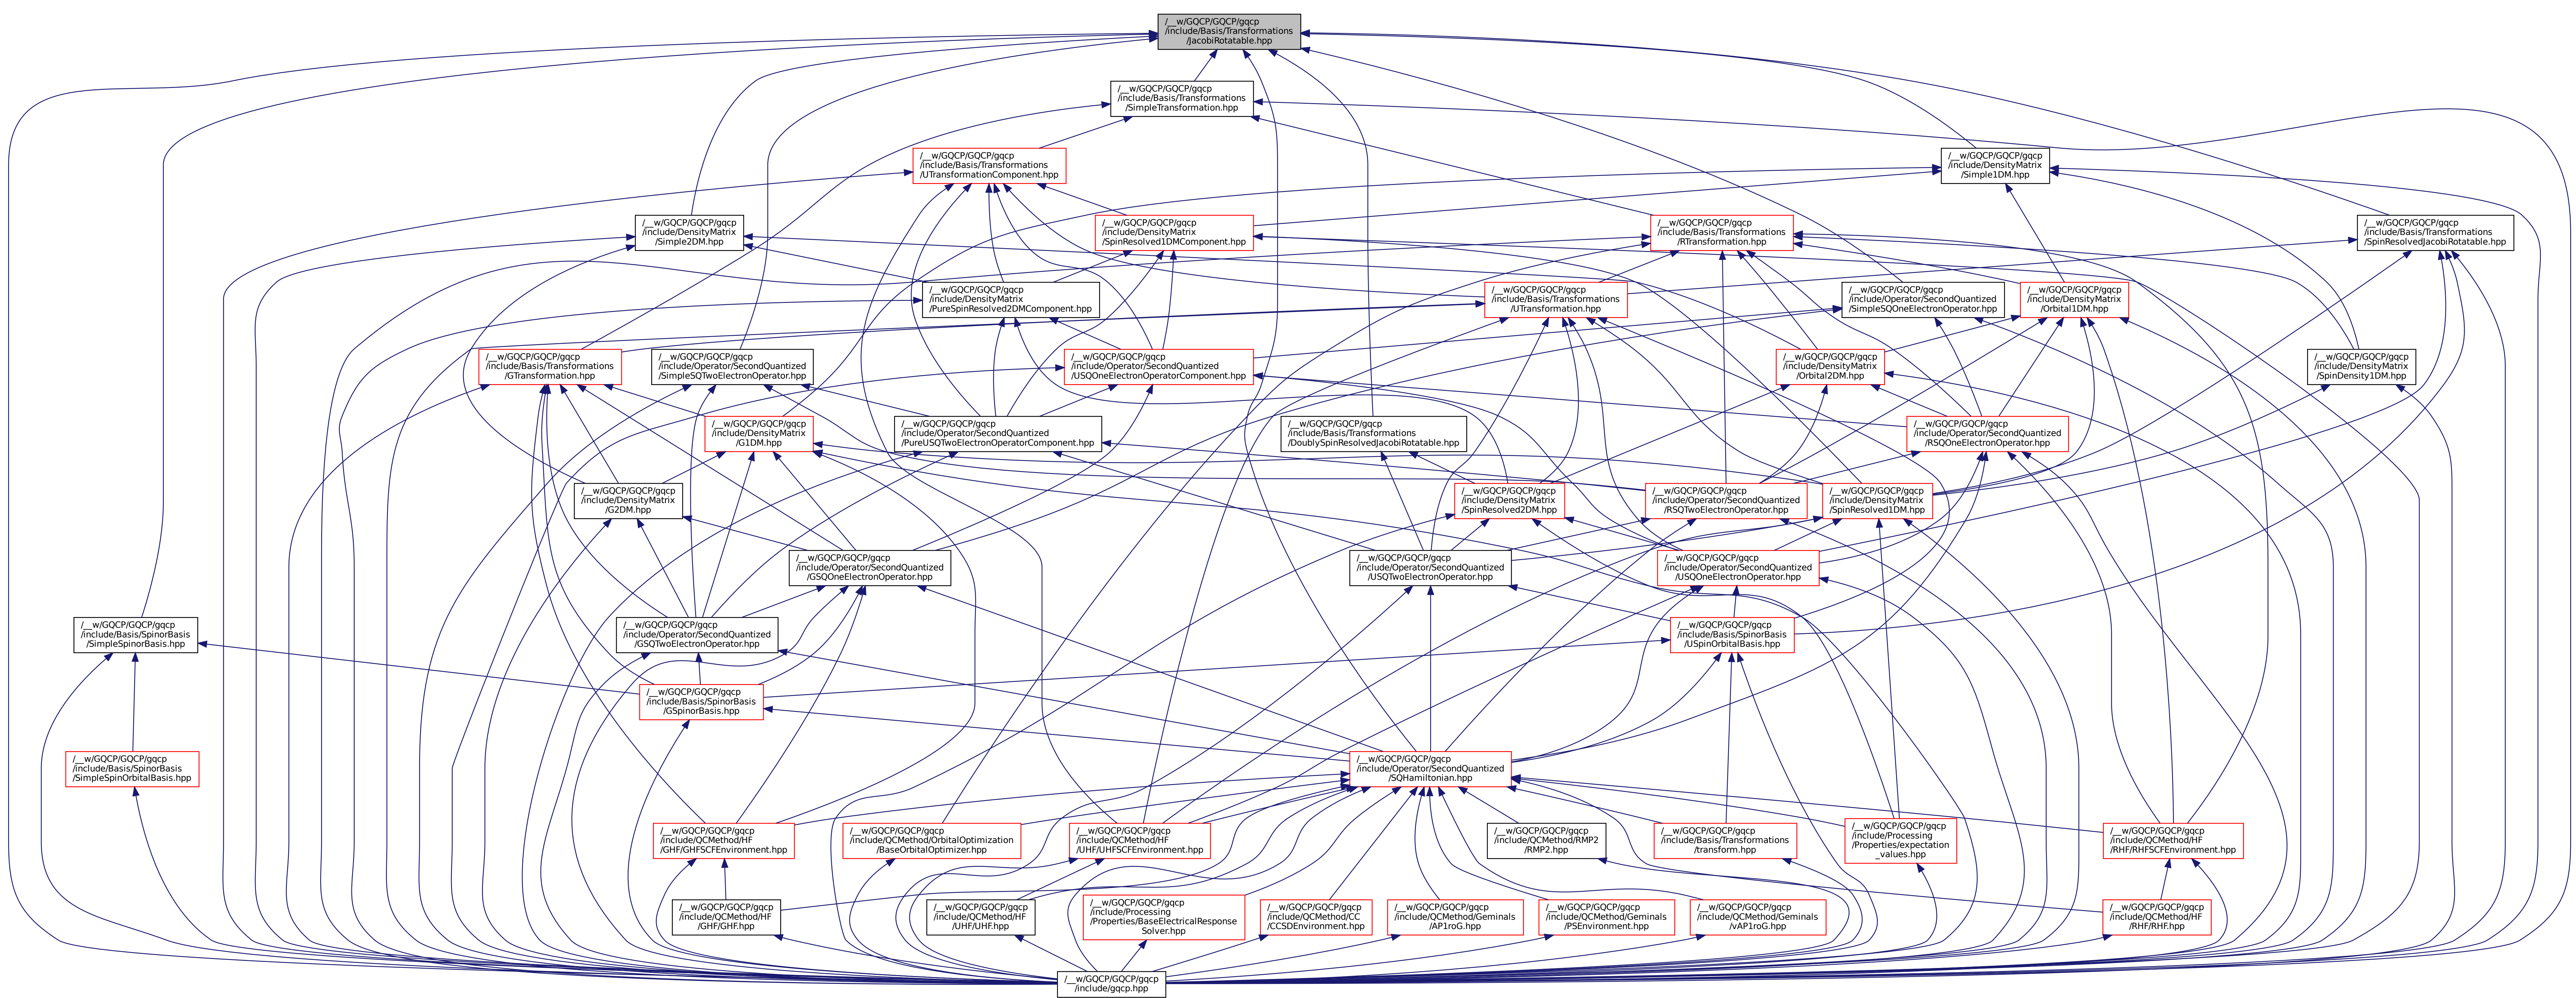 /__w/GQCP/GQCP/gqcp
/include/Basis/Transformations
/JacobiRotatable.hpp
/__w/GQCP/GQCP/gqcp
/include/Basis/Transformations
/SimpleTransformation.hpp
/__w/GQCP/GQCP/gqcp
/include/Basis/Transformations
/UTransformationComponent.hpp
/__w/GQCP/GQCP/gqcp
/include/DensityMatrix
/Simple1DM.hpp
/__w/GQCP/GQCP/gqcp
/include/DensityMatrix
/Simple2DM.hpp
/__w/GQCP/GQCP/gqcp
/include/DensityMatrix
/SpinResolved1DMComponent.hpp
/__w/GQCP/GQCP/gqcp
/include/Basis/Transformations
/RTransformation.hpp
/__w/GQCP/GQCP/gqcp
/include/Basis/Transformations
/SpinResolvedJacobiRotatable.hpp
/__w/GQCP/GQCP/gqcp
/include/DensityMatrix
/PureSpinResolved2DMComponent.hpp
/__w/GQCP/GQCP/gqcp
/include/Basis/Transformations
/UTransformation.hpp
/__w/GQCP/GQCP/gqcp
/include/Operator/SecondQuantized
/SimpleSQOneElectronOperator.hpp
/__w/GQCP/GQCP/gqcp
/include/DensityMatrix
/Orbital1DM.hpp
/__w/GQCP/GQCP/gqcp
/include/Basis/Transformations
/GTransformation.hpp
/__w/GQCP/GQCP/gqcp
/include/Operator/SecondQuantized
/SimpleSQTwoElectronOperator.hpp
/__w/GQCP/GQCP/gqcp
/include/Operator/SecondQuantized
/USQOneElectronOperatorComponent.hpp
/__w/GQCP/GQCP/gqcp
/include/DensityMatrix
/Orbital2DM.hpp
/__w/GQCP/GQCP/gqcp
/include/DensityMatrix
/SpinDensity1DM.hpp
/__w/GQCP/GQCP/gqcp
/include/DensityMatrix
/G1DM.hpp
/__w/GQCP/GQCP/gqcp
/include/Operator/SecondQuantized
/PureUSQTwoElectronOperatorComponent.hpp
/__w/GQCP/GQCP/gqcp
/include/Basis/Transformations
/DoublySpinResolvedJacobiRotatable.hpp
/__w/GQCP/GQCP/gqcp
/include/Operator/SecondQuantized
/RSQOneElectronOperator.hpp
/__w/GQCP/GQCP/gqcp
/include/DensityMatrix
/G2DM.hpp
/__w/GQCP/GQCP/gqcp
/include/DensityMatrix
/SpinResolved2DM.hpp
/__w/GQCP/GQCP/gqcp
/include/Operator/SecondQuantized
/RSQTwoElectronOperator.hpp
/__w/GQCP/GQCP/gqcp
/include/DensityMatrix
/SpinResolved1DM.hpp
/__w/GQCP/GQCP/gqcp
/include/Operator/SecondQuantized
/GSQOneElectronOperator.hpp
/__w/GQCP/GQCP/gqcp
/include/Operator/SecondQuantized
/USQTwoElectronOperator.hpp
/__w/GQCP/GQCP/gqcp
/include/Operator/SecondQuantized
/USQOneElectronOperator.hpp
/__w/GQCP/GQCP/gqcp
/include/Basis/SpinorBasis
/SimpleSpinorBasis.hpp
/__w/GQCP/GQCP/gqcp
/include/Operator/SecondQuantized
/GSQTwoElectronOperator.hpp
/__w/GQCP/GQCP/gqcp
/include/Basis/SpinorBasis
/USpinOrbitalBasis.hpp
/__w/GQCP/GQCP/gqcp
/include/Basis/SpinorBasis
/GSpinorBasis.hpp
/__w/GQCP/GQCP/gqcp
/include/Basis/SpinorBasis
/SimpleSpinOrbitalBasis.hpp
/__w/GQCP/GQCP/gqcp
/include/Operator/SecondQuantized
/SQHamiltonian.hpp
/__w/GQCP/GQCP/gqcp
/include/QCMethod/HF
/GHF/GHFSCFEnvironment.hpp
/__w/GQCP/GQCP/gqcp
/include/QCMethod/OrbitalOptimization
/BaseOrbitalOptimizer.hpp
/__w/GQCP/GQCP/gqcp
/include/QCMethod/HF
/UHF/UHFSCFEnvironment.hpp
/__w/GQCP/GQCP/gqcp
/include/QCMethod/RMP2
/RMP2.hpp
/__w/GQCP/GQCP/gqcp
/include/Basis/Transformations
/transform.hpp
/__w/GQCP/GQCP/gqcp
/include/Processing
/Properties/expectation
_values.hpp
/__w/GQCP/GQCP/gqcp
/include/QCMethod/HF
/RHF/RHFSCFEnvironment.hpp
/__w/GQCP/GQCP/gqcp
/include/QCMethod/HF
/GHF/GHF.hpp
/__w/GQCP/GQCP/gqcp
/include/QCMethod/HF
/UHF/UHF.hpp
/__w/GQCP/GQCP/gqcp
/include/Processing
/Properties/BaseElectricalResponse
Solver.hpp
/__w/GQCP/GQCP/gqcp
/include/QCMethod/CC
/CCSDEnvironment.hpp
/__w/GQCP/GQCP/gqcp
/include/QCMethod/Geminals
/AP1roG.hpp
/__w/GQCP/GQCP/gqcp
/include/QCMethod/Geminals
/PSEnvironment.hpp
/__w/GQCP/GQCP/gqcp
/include/QCMethod/Geminals
/vAP1roG.hpp
/__w/GQCP/GQCP/gqcp
/include/QCMethod/HF
/RHF/RHF.hpp
/__w/GQCP/GQCP/gqcp
/include/gqcp.hpp